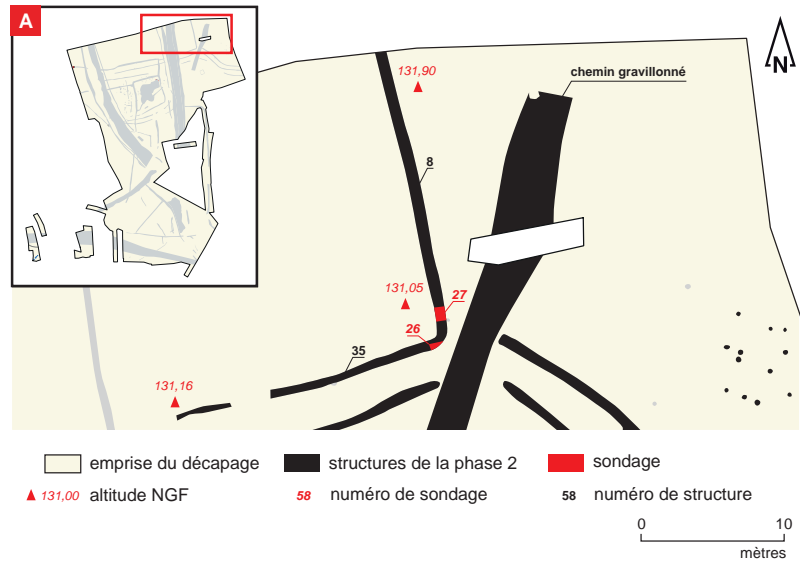 A
131,90
chemin gravillonné
N
8
131,05
27
26
35
131,16
emprise du décapage
structures de la phase 2
sondage
131,00 altitude NGF
58 numéro de sondage
58 numéro de structure
0 10
mètres